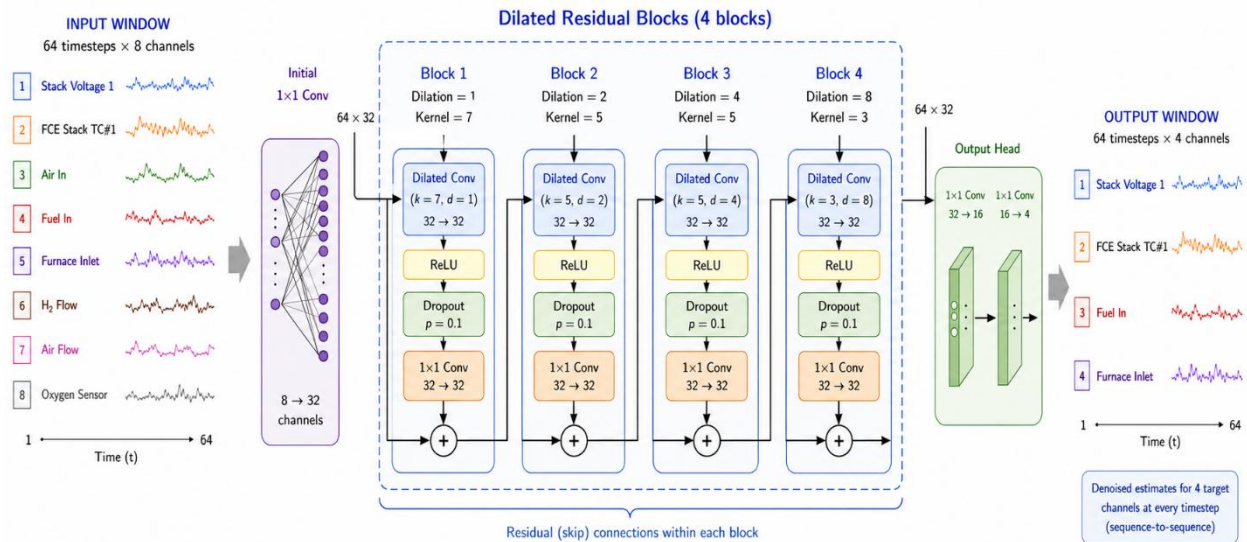 INPUT WINDOW
64 timesteps × 8 channels
1 Stack Voltage 1
2 FCE Stack TC#1
3 Air In
4 Fuel In
5 Furnace Inlet
6 H₂ Flow
7 Air Flow
8 Oxygen Sensor
1 64
Time (t)
Initial
1×1 Conv
8 → 32
channels
64 × 32
Dilated Residual Blocks (4 blocks)
Block 1
Dilation = 1
Kernel = 7
Dilated Conv
(k = 7, d = 1)
32 → 32
ReLU
Dropout
p = 0.1
1×1 Conv
32 → 32
+
Block 2
Dilation = 2
Kernel = 5
Dilated Conv
(k = 5, d = 2)
32 → 32
ReLU
Dropout
p = 0.1
1×1 Conv
32 → 32
+
Block 3
Dilation = 4
Kernel = 5
Dilated Conv
(k = 5, d = 4)
32 → 32
ReLU
Dropout
p = 0.1
1×1 Conv
32 → 32
+
Block 4
Dilation = 8
Kernel = 3
Dilated Conv
(k = 3, d = 8)
32 → 32
ReLU
Dropout
p = 0.1
1×1 Conv
32 → 32
+
Residual (skip) connections within each block
64 × 32
Output Head
1×1 Conv 1×1 Conv
32 → 16 16 → 4
OUTPUT WINDOW
64 timesteps × 4 channels
1 Stack Voltage 1
2 FCE Stack TC#1
3 Fuel In
4 Furnace Inlet
1 64
Time (t)
Denoised estimates for 4 target
channels at every timestep
(sequence-to-sequence)